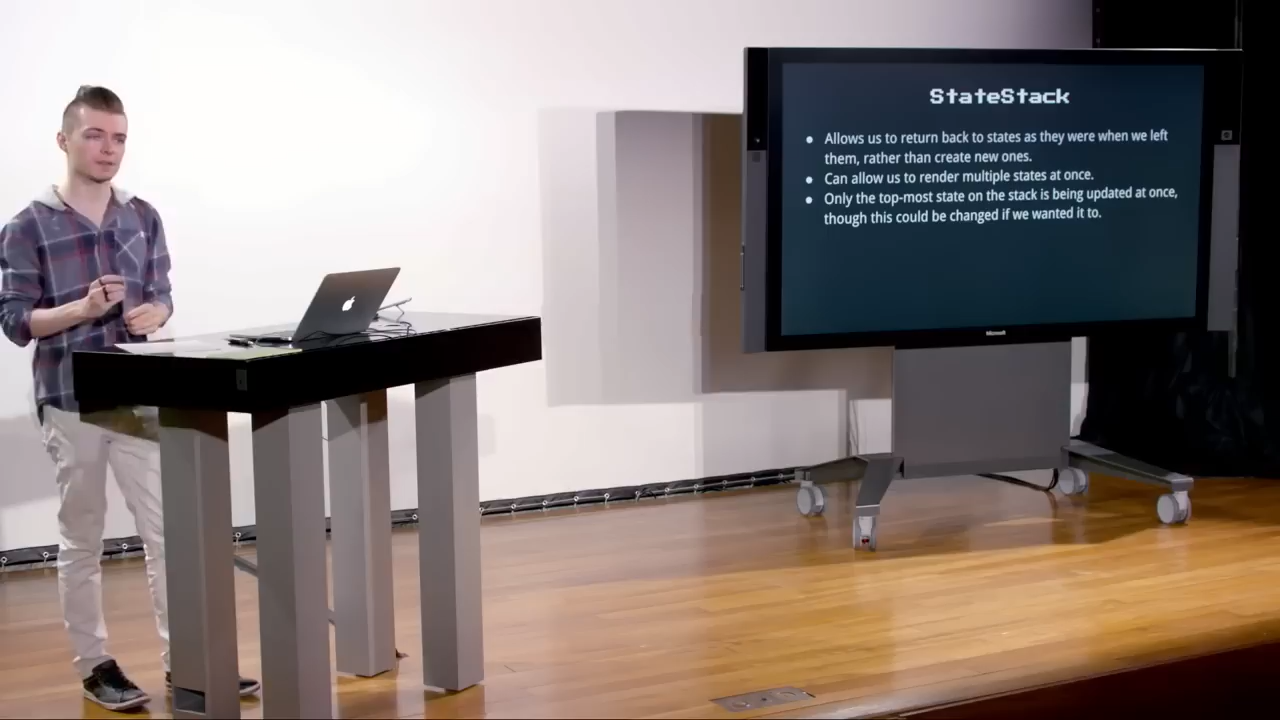 StateStack
● Allows us to return back to states as they were when we left
them, rather than create new ones.
● Can allow us to render multiple states at once.
● Only the top-most state on the stack is being updated at once,
though this could be changed if we wanted it to.
Microsoft